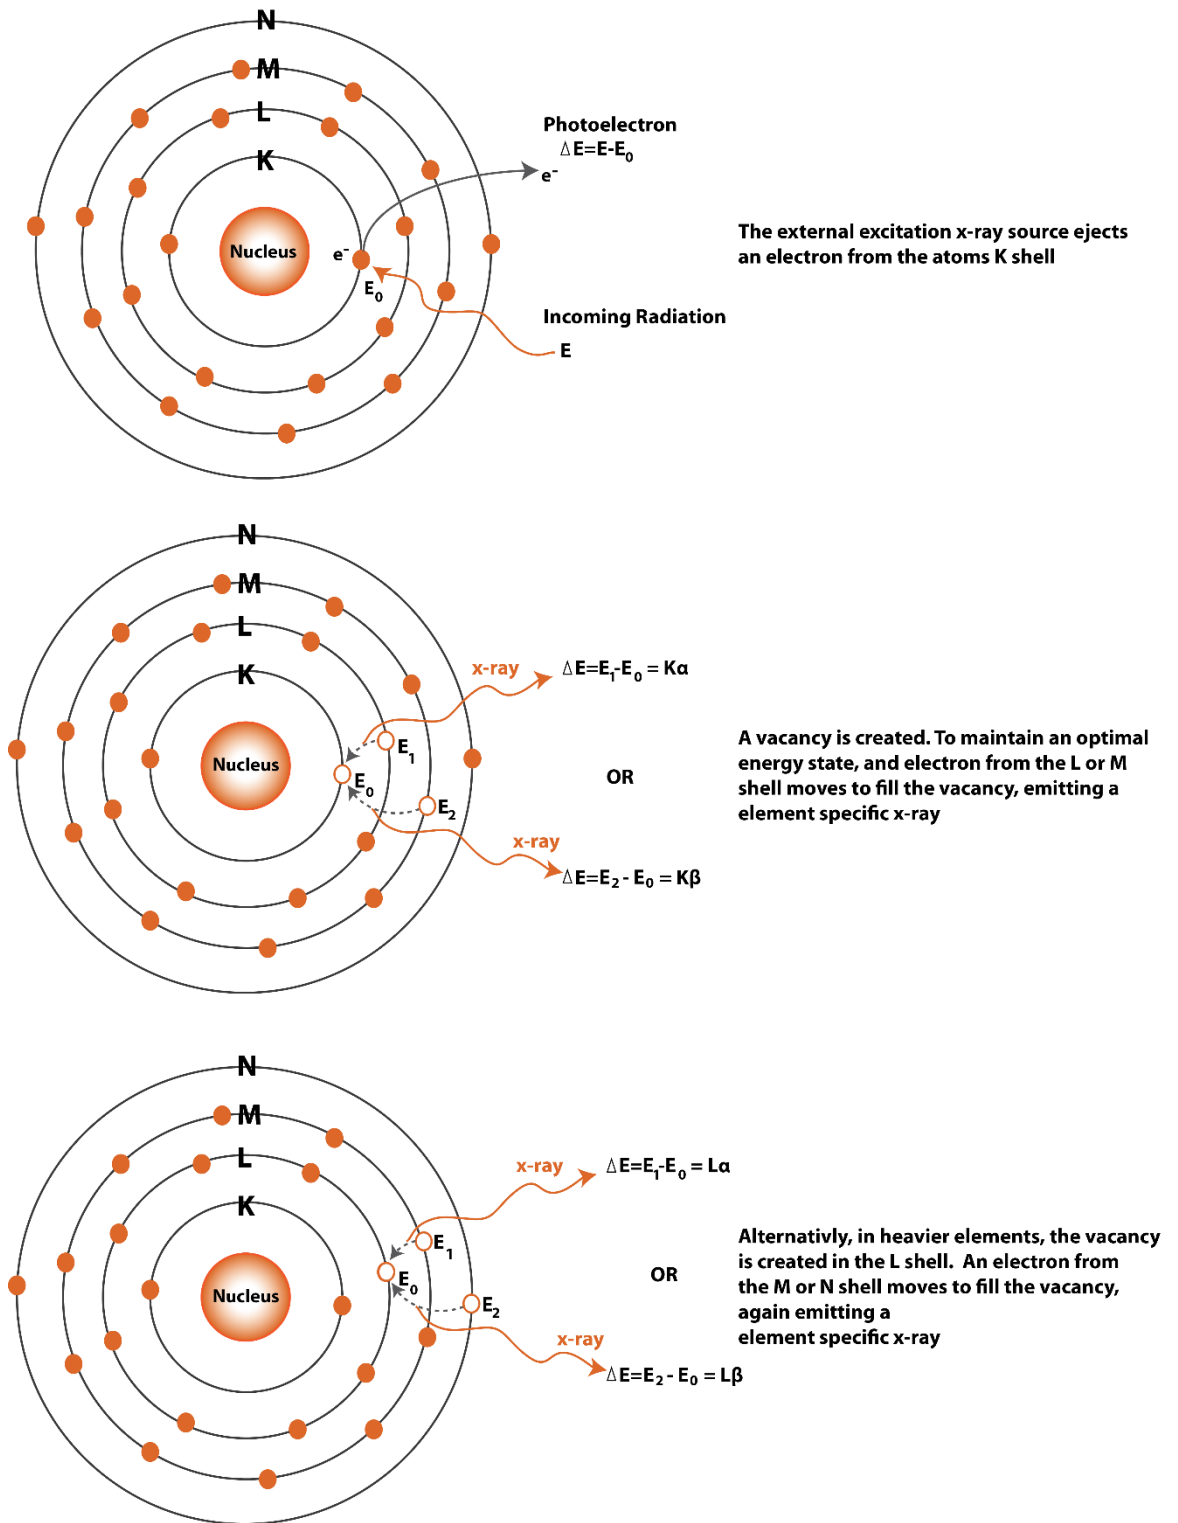 N
M
L
K
Nucleus
e⁻
E₀
Photoelectron
ΔE=E-E₀
e⁻
Incoming Radiation
E
The external excitation x-ray source ejects
an electron from the atoms K shell
N
M
L
K
Nucleus
E₁
E₀
E₂
x-ray
ΔE=E₁-E₀ = Kα
OR
x-ray
ΔE=E₂ - E₀ = Kβ
A vacancy is created. To maintain an optimal
energy state, and electron from the L or M
shell moves to fill the vacancy, emitting a
element specific x-ray
N
M
L
K
Nucleus
E₁
E₀
E₂
x-ray
ΔE=E₁-E₀ = Lα
OR
x-ray
ΔE=E₂ - E₀ = Lβ
Alternativly, in heavier elements, the vacancy
is created in the L shell.  An electron from
the M or N shell moves to fill the vacancy,
again emitting a
element specific x-ray